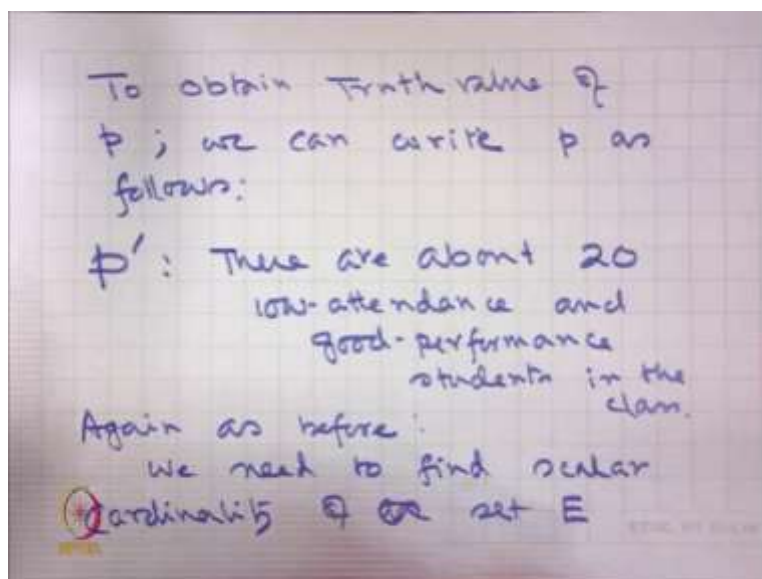 To obtain Truth value of
p ; we can write p as
follows:
p′ : There are about 20
low-attendance and
good-performance
students in the
class.
Again as before:
we need to find scalar
cardinality of set E